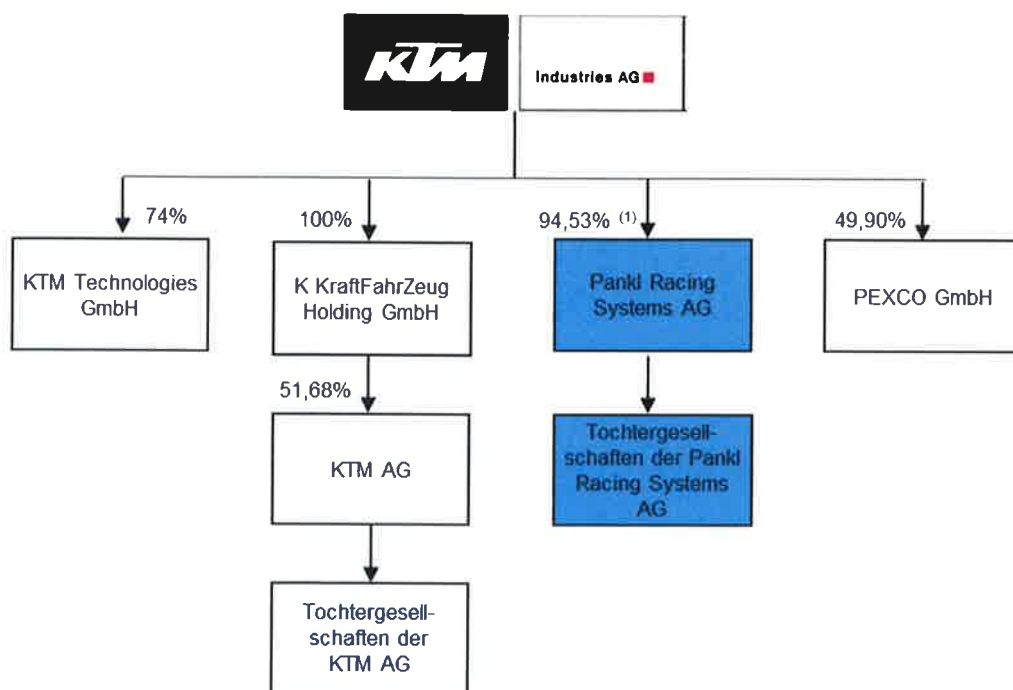 KTM
Industries AG
74%
100%
94,53% (1)
49,90%
KTM Technologies
GmbH
K KraftFahrZeug
Holding GmbH
Pankl Racing
Systems AG
PEXCO GmbH
51,68%
KTM AG
Tochtergesell-
schaften der Pankl
Racing Systems
AG
Tochtergesell-
schaften der
KTM AG